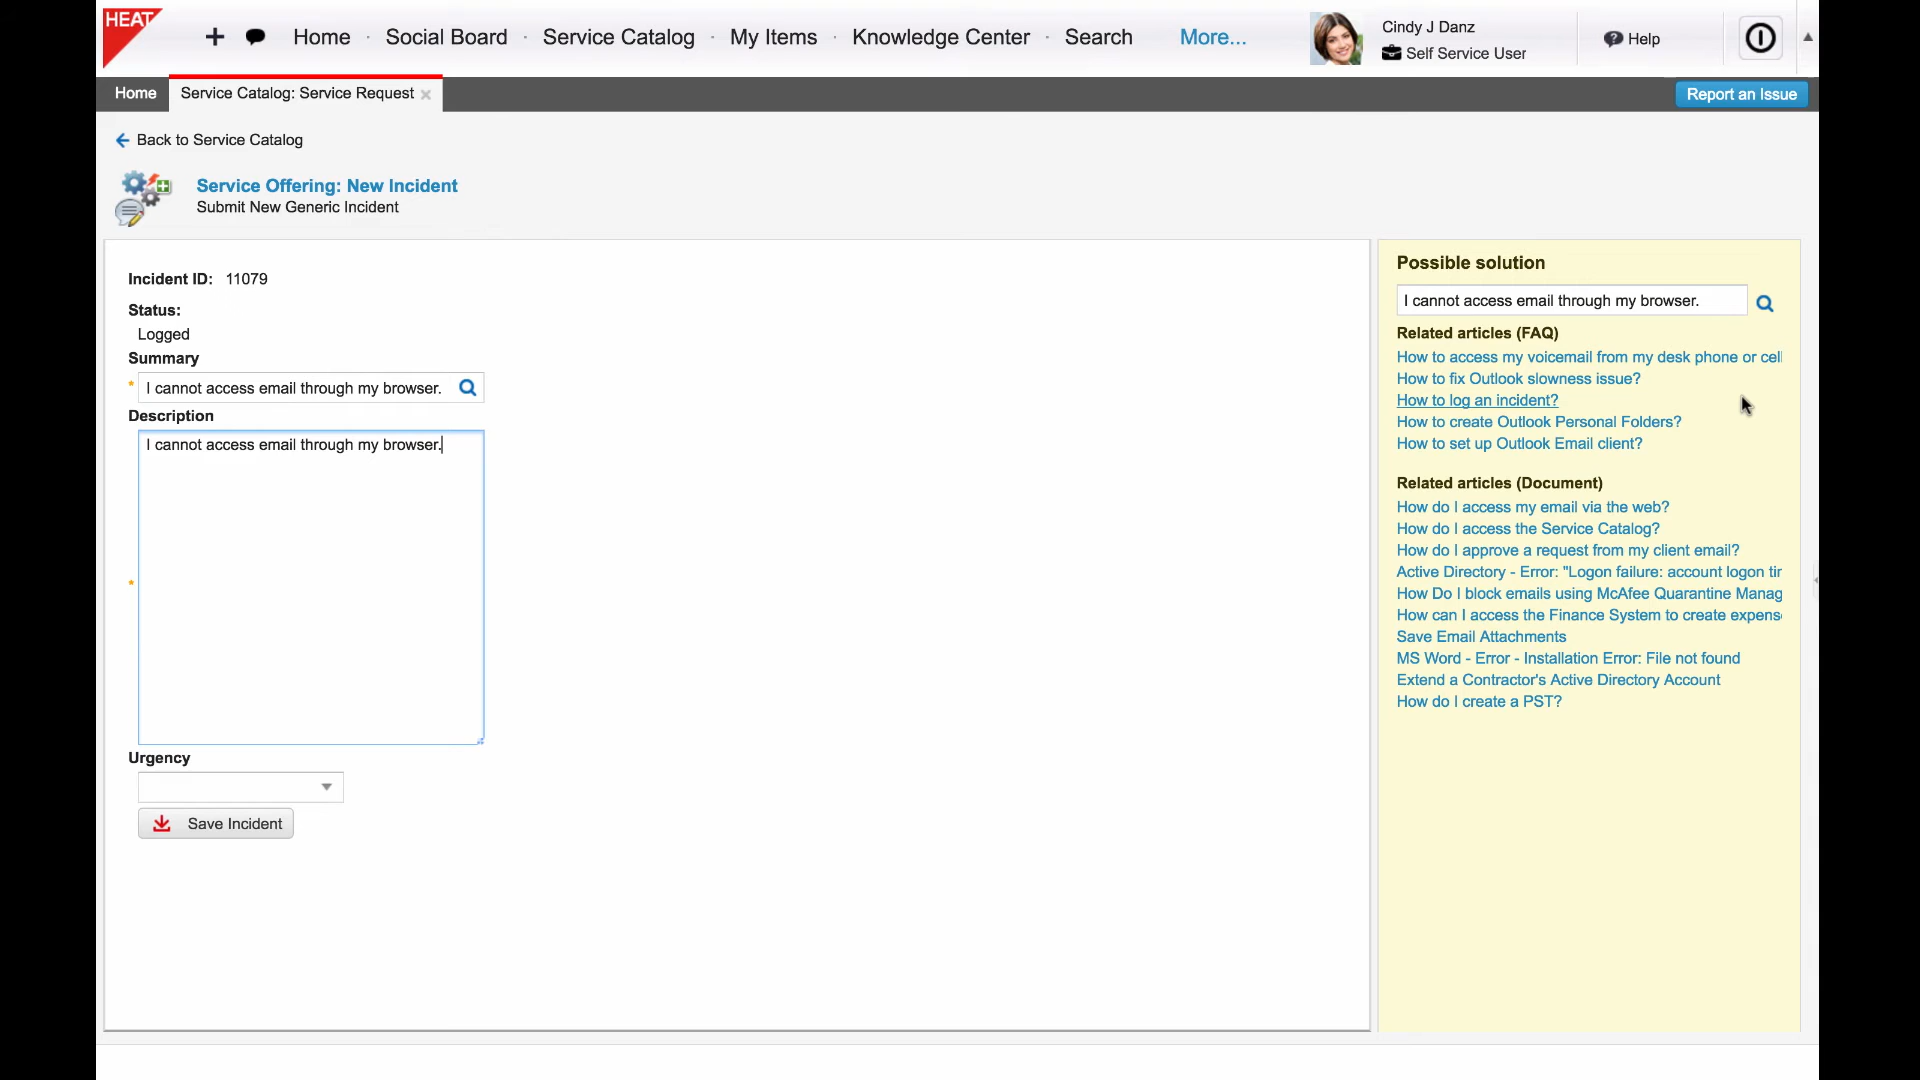 HEAT
Home · Social Board · Service Catalog · My Items · Knowledge Center · Search More...
Cindy J Danz
Self Service User
Help
Home
Service Catalog: Service Request
Report an Issue
Back to Service Catalog
Service Offering: New Incident
Submit New Generic Incident
Incident ID: 11079
Status:
Logged
Summary
* I cannot access email through my browser.
Description
I cannot access email through my browser.
*
Urgency
Save Incident
Possible solution
I cannot access email through my browser.
Related articles (FAQ)
How to access my voicemail from my desk phone or cell
How to fix Outlook slowness issue?
How to log an incident?
How to create Outlook Personal Folders?
How to set up Outlook Email client?
Related articles (Document)
How do I access my email via the web?
How do I access the Service Catalog?
How do I approve a request from my client email?
Active Directory - Error: "Logon failure: account logon tir
How Do I block emails using McAfee Quarantine Manag
How can I access the Finance System to create expens
Save Email Attachments
MS Word - Error - Installation Error: File not found
Extend a Contractor's Active Directory Account
How do I create a PST?